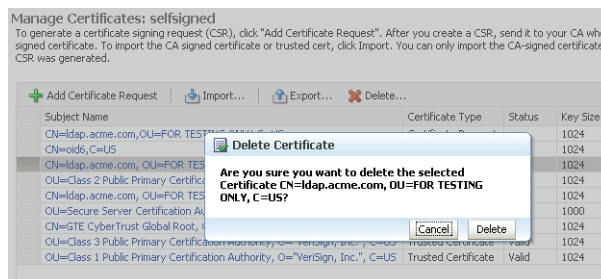 Manage Certificates: selfsigned
To generate a certificate signing request (CSR), click "Add Certificate Request". After you create a CSR, send it to your CA who
signed certificate. To import the CA signed certificate or trusted cert, click Import. You can only import the CA-signed certificate
CSR was generated.
Add Certificate Request Import... Export... Delete...
Subject Name Certificate Type Status Key Size
CN=ldap.acme.com,OU=FOR TESTING ONLY,C=US Certificate Request 1024
CN=oid6,C=US 1024
CN=ldap.acme.com, OU=FOR TES 1024
OU=Class 2 Public Primary Certifica 1024
CN=ldap.acme.com, OU=FOR TES 1024
OU=Secure Server Certification Au 1000
CN=GTE CyberTrust Global Root, 1024
OU=Class 3 Public Primary Certification Authority, O="VeriSign, Inc.", C=US Trusted Certificate Valid 1024
OU=Class 1 Public Primary Certification Authority, O="VeriSign, Inc.", C=US Trusted Certificate Valid 1024
Delete Certificate
Are you sure you want to delete the selected
Certificate CN=ldap.acme.com, OU=FOR TESTING
ONLY, C=US?
Cancel Delete